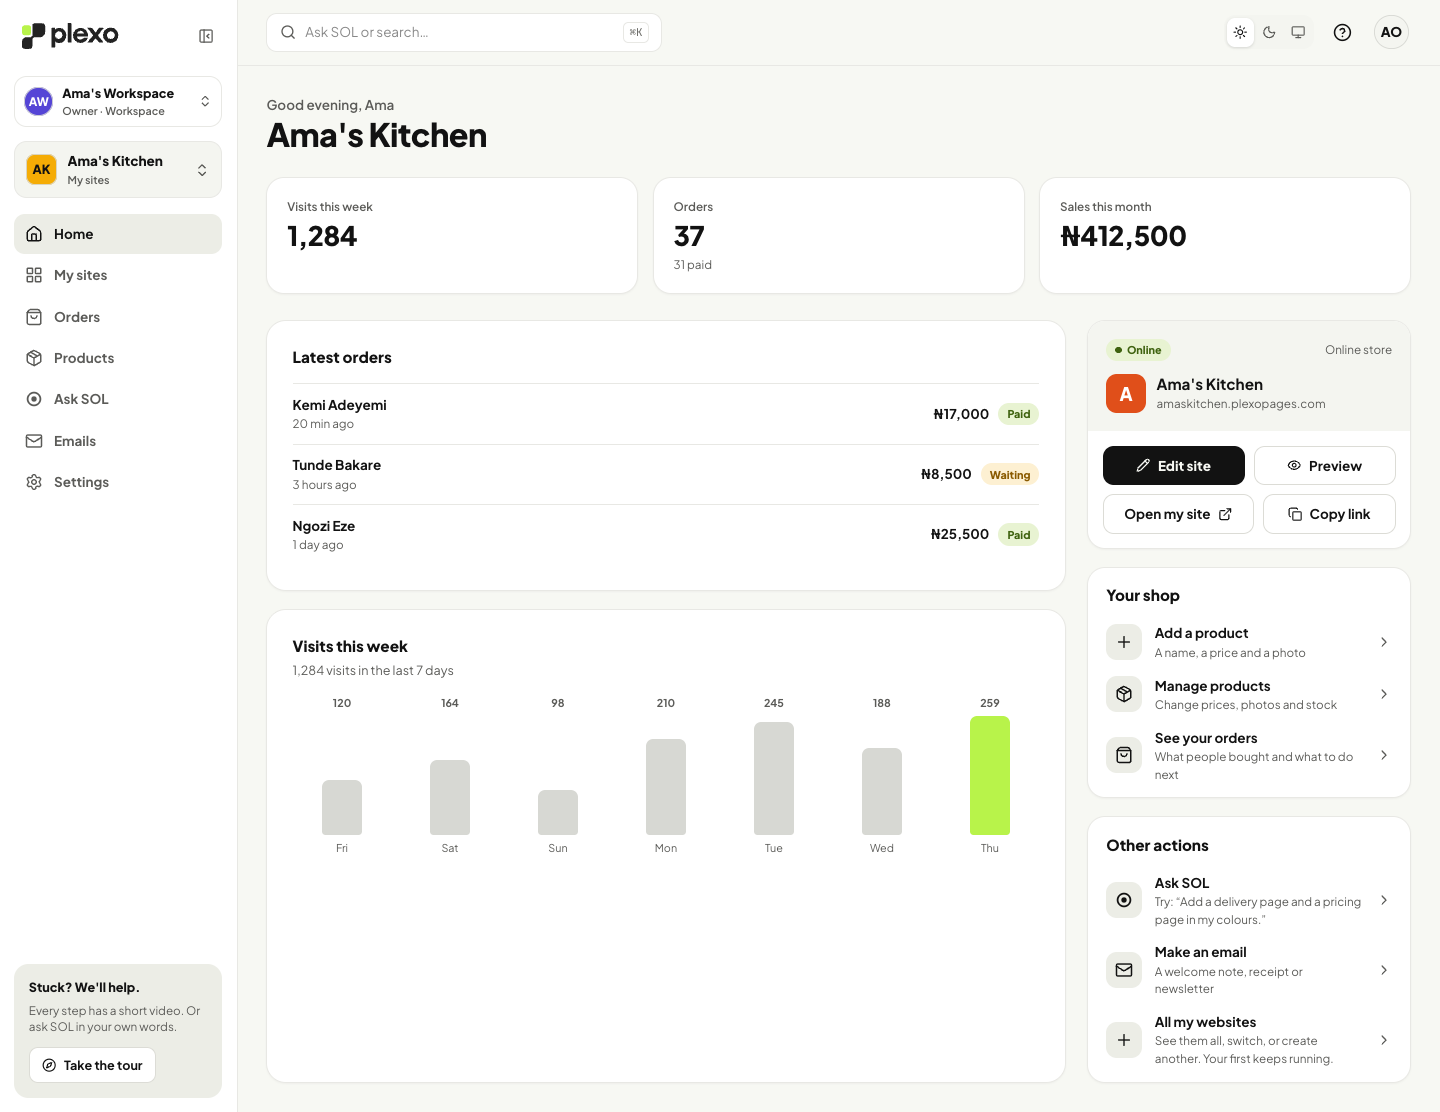 plexo
Ask SOL or search…
⌘K
AO
AW
Ama's Workspace
Owner · Workspace
AK
Ama's Kitchen
My sites
Home
My sites
Orders
Products
Ask SOL
Emails
Settings
Stuck? We'll help.
Every step has a short video. Or
ask SOL in your own words.
Take the tour
Good evening, Ama
Ama's Kitchen
Visits this week
1,284
Orders
37
31 paid
Sales this month
₦412,500
Latest orders
Kemi Adeyemi
20 min ago
₦17,000 Paid
Tunde Bakare
3 hours ago
₦8,500 Waiting
Ngozi Eze
1 day ago
₦25,500 Paid
Visits this week
1,284 visits in the last 7 days
120 164 98 210 245 188 259
Fri Sat Sun Mon Tue Wed Thu
Online
Online store
A
Ama's Kitchen
amaskitchen.plexopages.com
Edit site
Preview
Open my site
Copy link
Your shop
Add a product
A name, a price and a photo
Manage products
Change prices, photos and stock
See your orders
What people bought and what to do
next
Other actions
Ask SOL
Try: “Add a delivery page and a pricing
page in my colours.”
Make an email
A welcome note, receipt or
newsletter
All my websites
See them all, switch, or create
another. Your first keeps running.